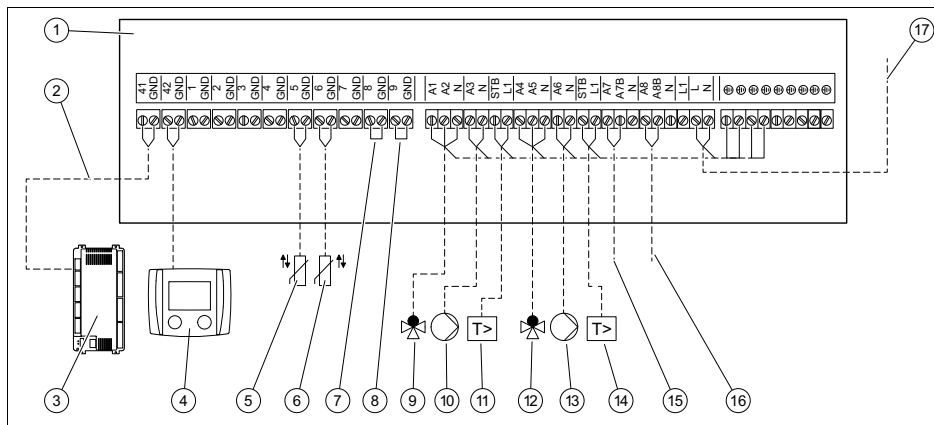 1
17
2
41 GND 42 GND 1 GND 2 GND 3 GND 4 GND 5 GND 6 GND 7 GND 8 GND 9 GND A1 A2 N A3 N STB L1 A4 A5 N A6 N STB L1 A7 A7B N A8 A8B N L1 L N
T> T>
3 4 5 6 7 8 9 10 11 12 13 14 15 16